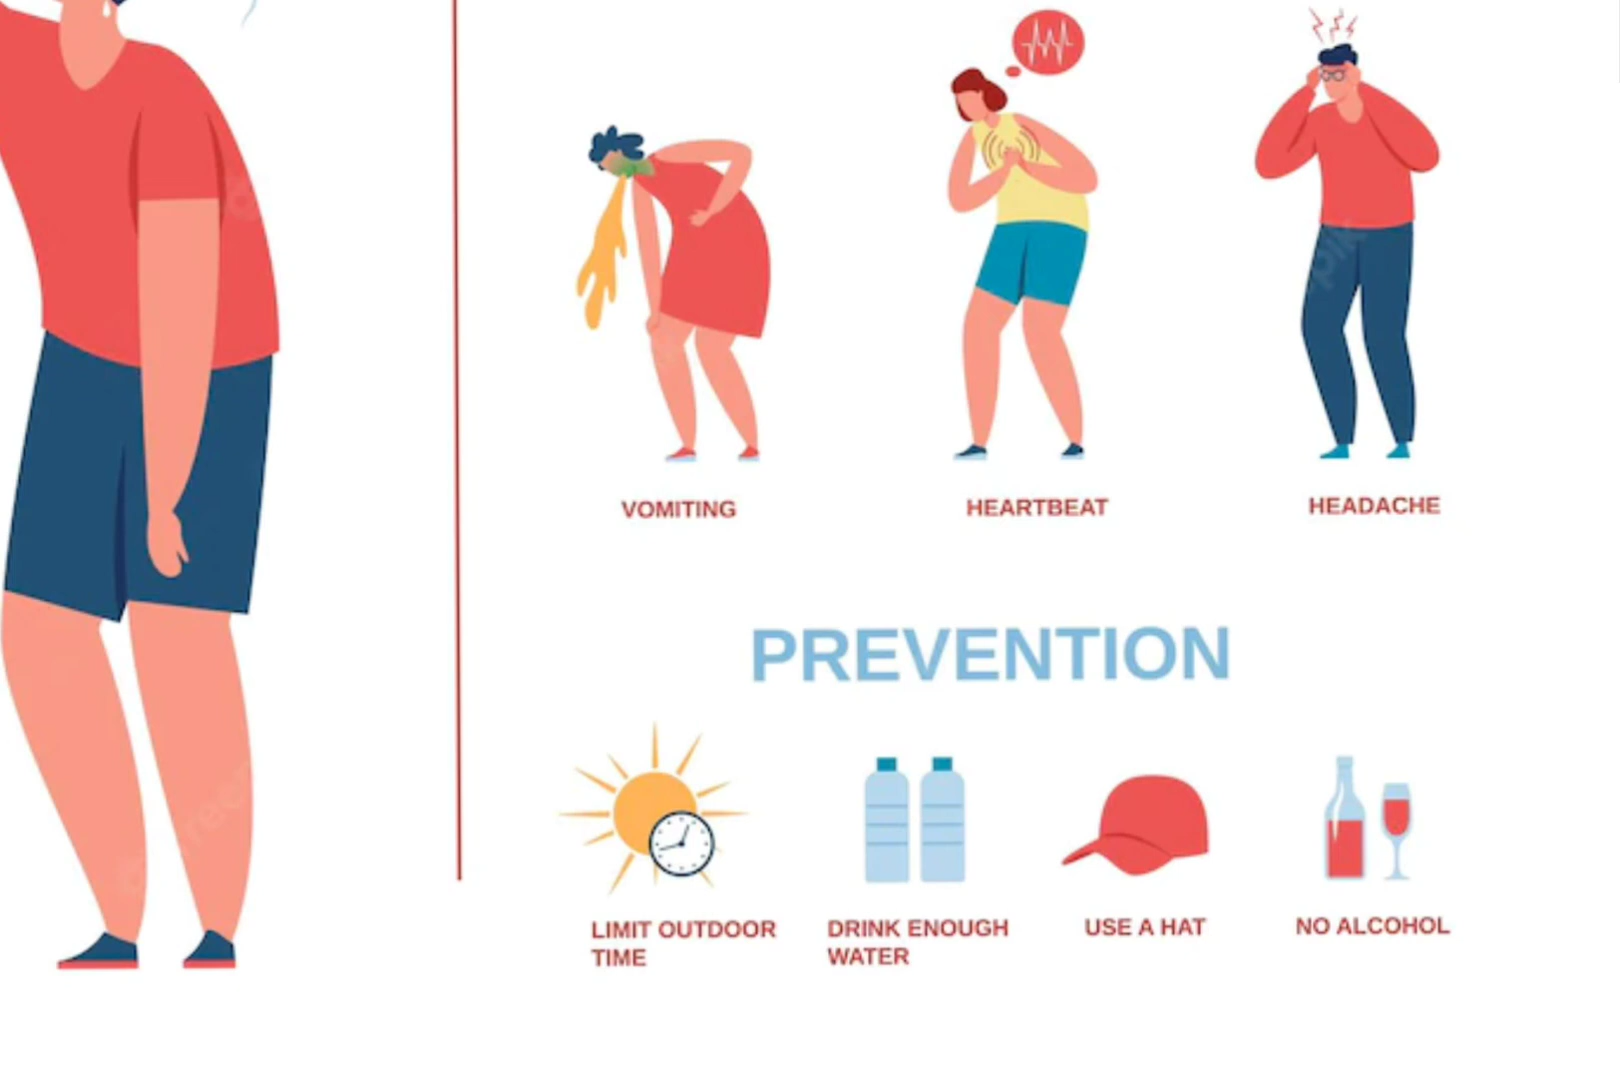 VOMITING
HEARTBEAT
HEADACHE
PREVENTION
LIMIT OUTDOOR
TIME
DRINK ENOUGH
WATER
USE A HAT
NO ALCOHOL